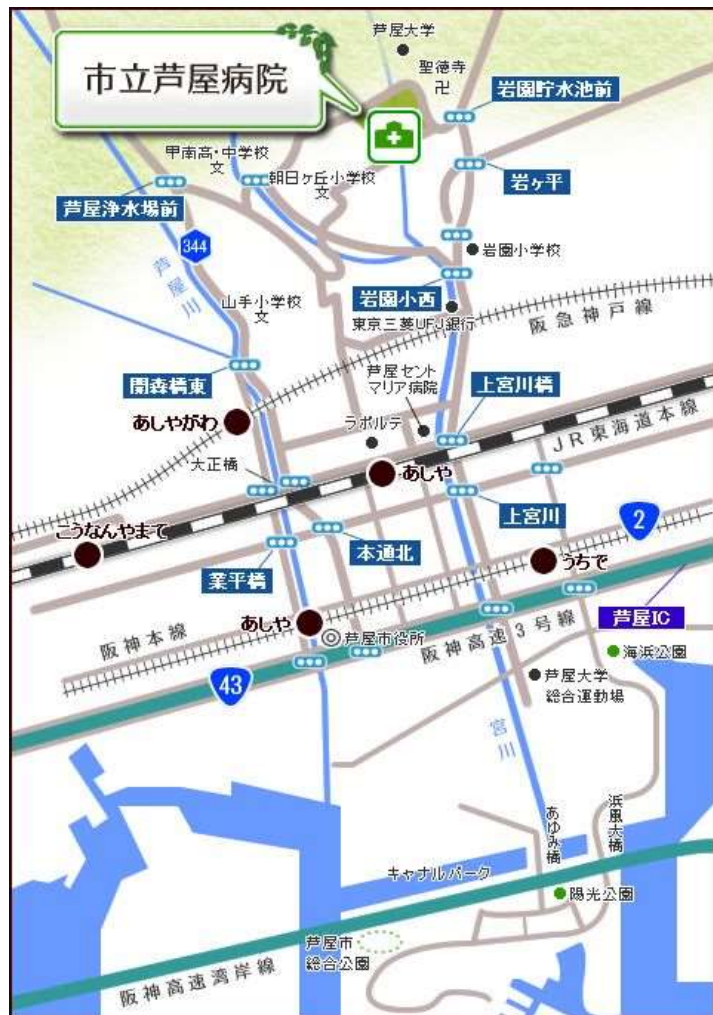 芦屋大学
市立芦屋病院
聖徳寺
岩園貯水池前
甲南高・中学校
文
朝日ヶ丘小学校
文
岩ヶ平
芦屋浄水場前
344
芦屋川
岩園小学校
山手小学校
文
岩園小西
東京三菱UFJ銀行
阪急神戸線
開森橋東
芦屋セント
マリア病院
上宮川橋
あしやがわ
ラポルテ
JR東海道本線
大正橋
あしや
こうなんやまて
本通北
上宮川
2
業平橋
うちで
あしや
芦屋市役所
阪神本線
阪神高速3号線
芦屋IC
海浜公園
43
芦屋大学
総合運動場
宮川
あゆみ橋
浜風大橋
キャナルパーク
陽光公園
芦屋市
総合公園
阪神高速湾岸線